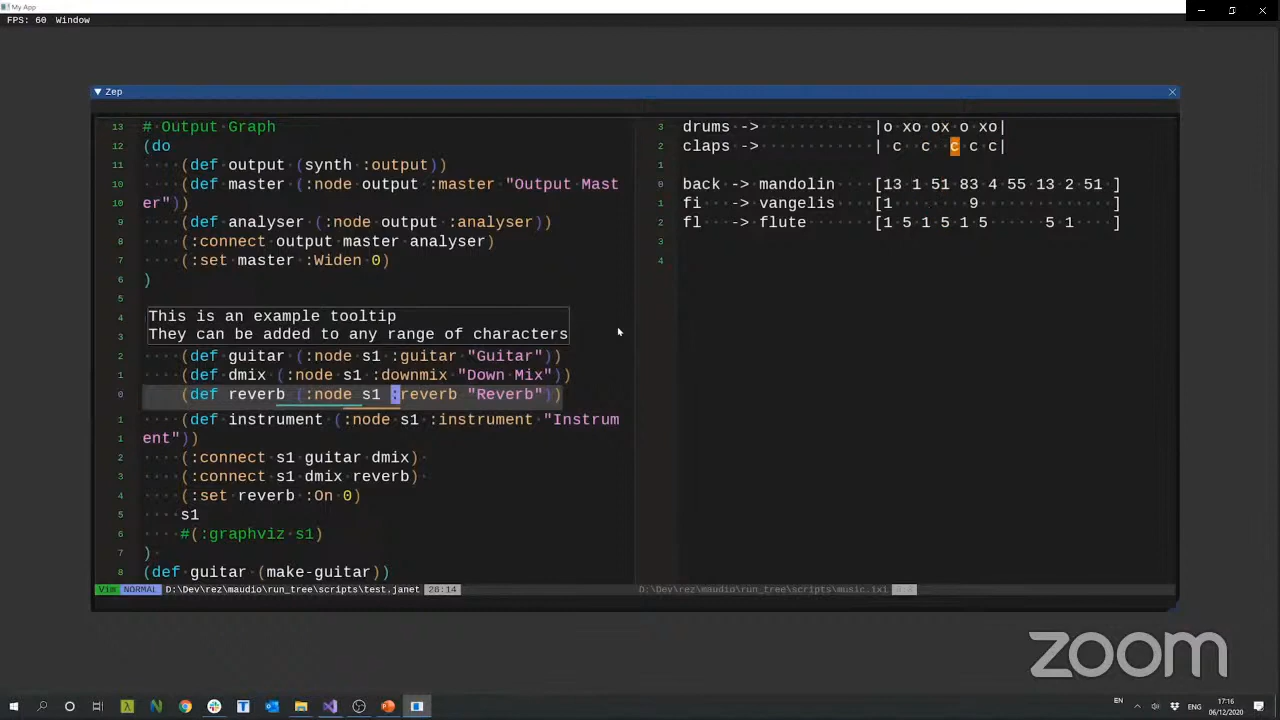 My App
FPS: 60 Window
Zep
13 # Output Graph
12 (do
11 ····(def·output·(synth·:output))
10 ····(def·master·(:node·output·:master·"Output·Mast
10 er"))
9 ····(def·analyser·(:node·output·:analyser))
8 ····(:connect·output·master·analyser)
7 ····(:set·master·:Widen·0)
6 )
5
4 This is an example tooltip
3 They can be added to any range of characters
2 ····(def·guitar·(:node·s1·:guitar·"Guitar"))
1 ····(def·dmix·(:node·s1·:downmix·"Down·Mix"))
0 ····(def·reverb·(:node·s1·:reverb·"Reverb"))
1 ····(def·instrument·(:node·s1·:instrument·"Instrum
1 ent"))
2 ····(:connect·s1·guitar·dmix)·
3 ····(:connect·s1·dmix·reverb)·
4 ····(:set·reverb·:On·0)
5 ····s1
6 ····#(:graphviz·s1)
7 )·
8 (def·guitar·(make-guitar))
Vim NORMAL D:\Dev\rez\maudio\run_tree\scripts\test.janet 28:14
3 drums·->············|o·xo·ox·o·xo|
2 claps·->············|·c··c··c·c·c|
1
0 back·->·mandolin····[13·1·51·83·4·55·13·2·51·]
1 fi···->·vangelis····[1········9··············]
2 fl···->·flute·······[1·5·1·5·1·5······5·1····]
3
4
D:\Dev\rez\maudio\run_tree\scripts\music.ixi
zoom
EN
ENG
17:16
06/12/2020